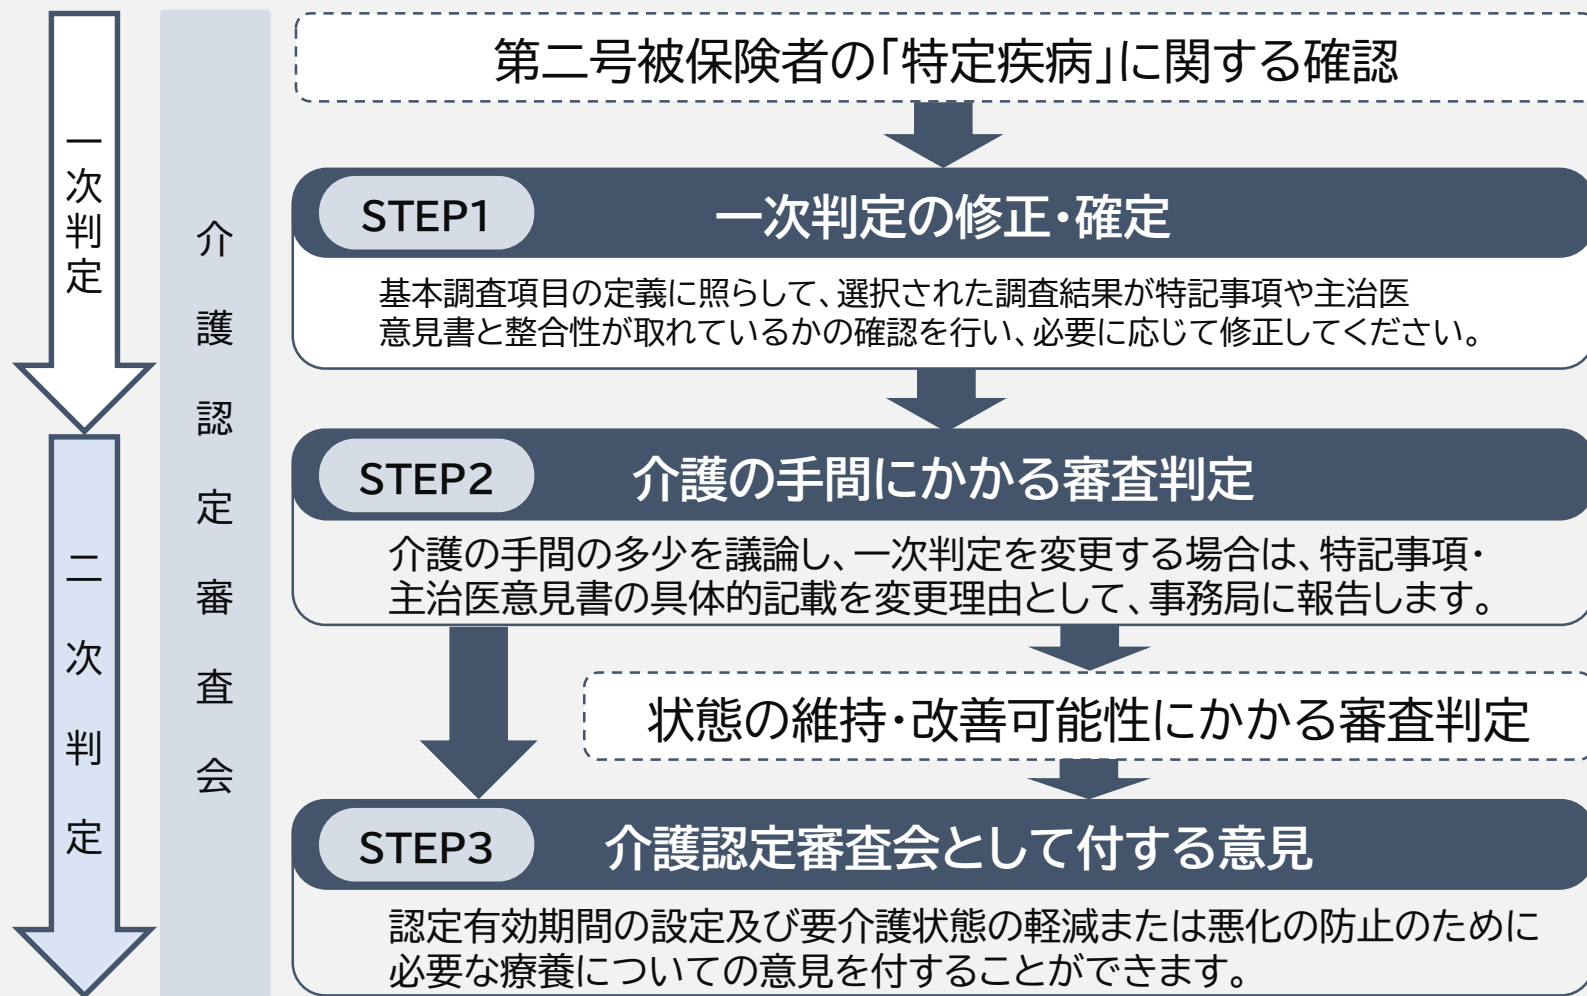 一次判定
二次判定
介護認定審査会
第二号被保険者の「特定疾病」に関する確認
STEP1
一次判定の修正・確定
基本調査項目の定義に照らして、選択された調査結果が特記事項や主治医
意見書と整合性が取れているかの確認を行い、必要に応じて修正してください。
STEP2
介護の手間にかかる審査判定
介護の手間の多少を議論し、一次判定を変更する場合は、特記事項・
主治医意見書の具体的記載を変更理由として、事務局に報告します。
状態の維持・改善可能性にかかる審査判定
STEP3
介護認定審査会として付する意見
認定有効期間の設定及び要介護状態の軽減または悪化の防止のために
必要な療養についての意見を付することができます。